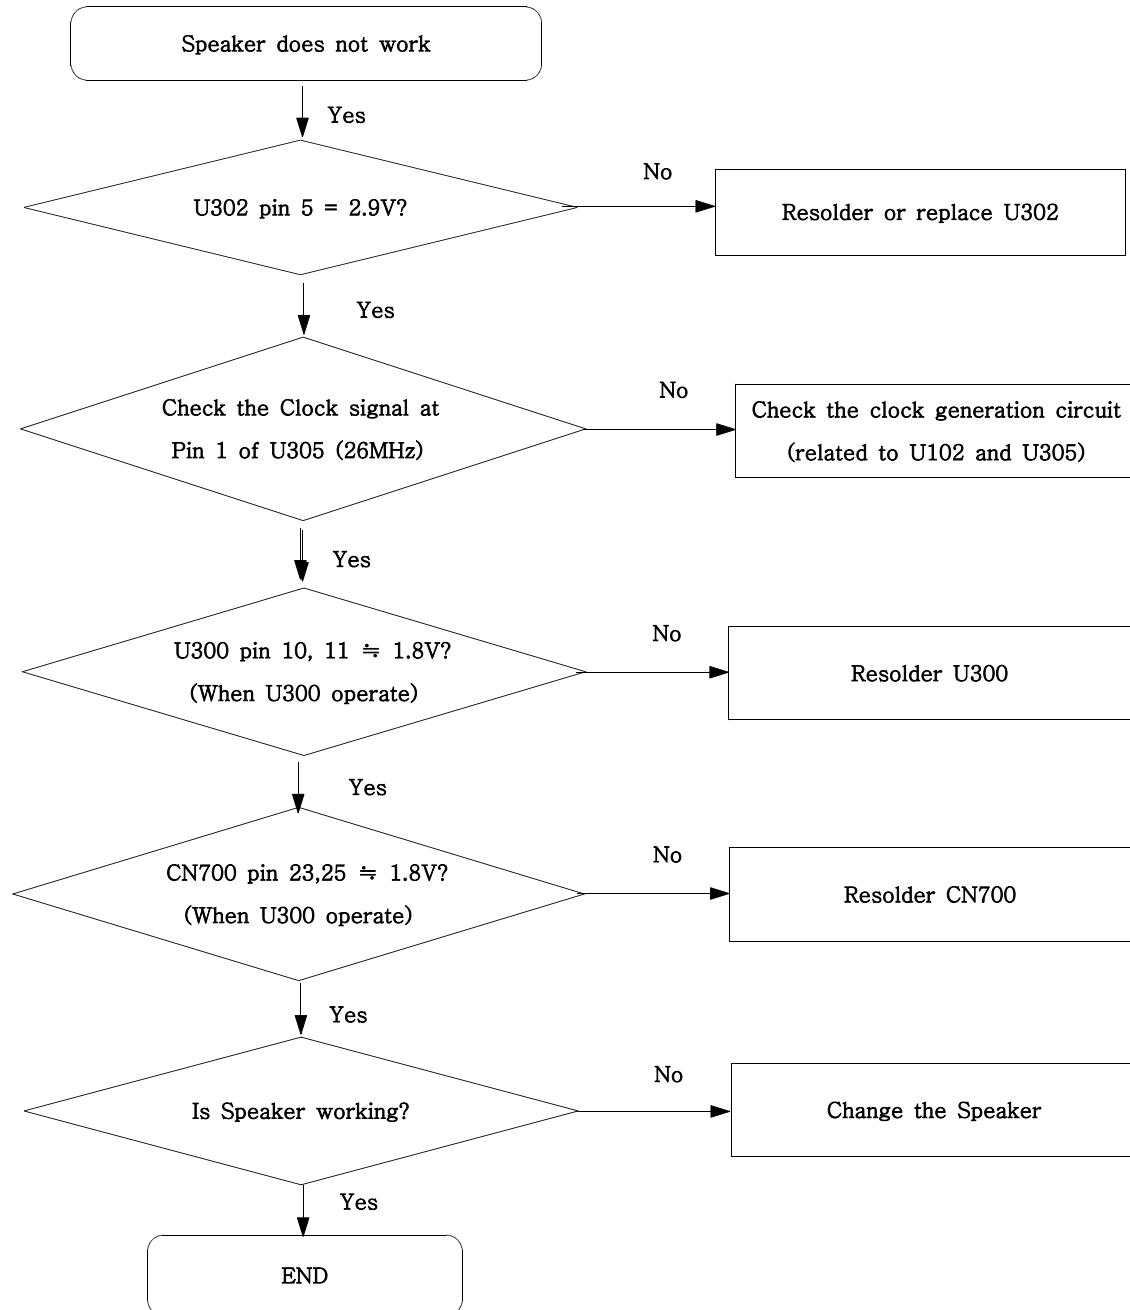 Speaker does not work
Yes
U302 pin 5 = 2.9V?
No
Resolder or replace U302
Yes
Check the Clock signal at
Pin 1 of U305 (26MHz)
No
Check the clock generation circuit
(related to U102 and U305)
Yes
U300 pin 10, 11 ≒ 1.8V?
(When U300 operate)
No
Resolder U300
Yes
CN700 pin 23,25 ≒ 1.8V?
(When U300 operate)
No
Resolder CN700
Yes
Is Speaker working?
No
Change the Speaker
Yes
END